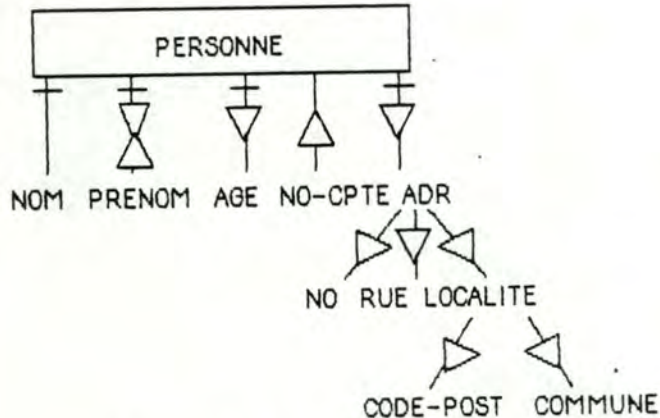 PERSONNE
NOM PRENOM AGE NO-CPTE ADR
NO RUE LOCALITE
CODE-POST COMMUNE